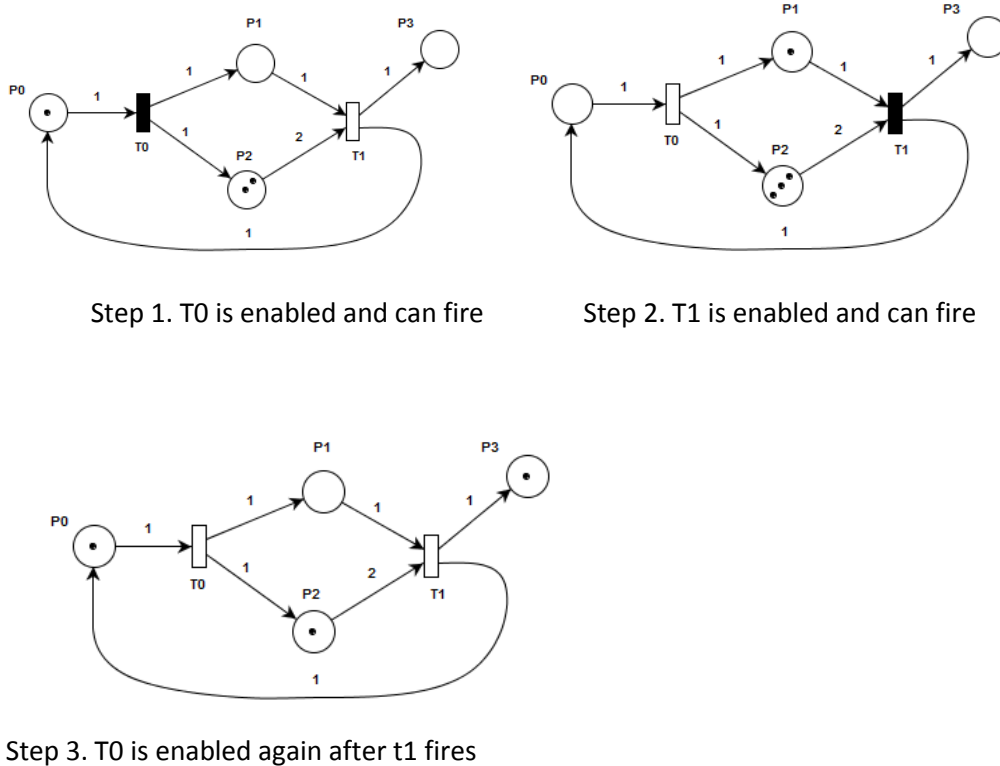 P1
P3
1
1
1
P0
1
T0
1
2
T1
P2
1
P1
P3
1
1
1
P0
1
T0
1
2
T1
P2
1
Step 1. T0 is enabled and can fire
Step 2. T1 is enabled and can fire
P1
P3
1
1
1
P0
1
T0
1
2
T1
P2
1
Step 3. T0 is enabled again after t1 fires